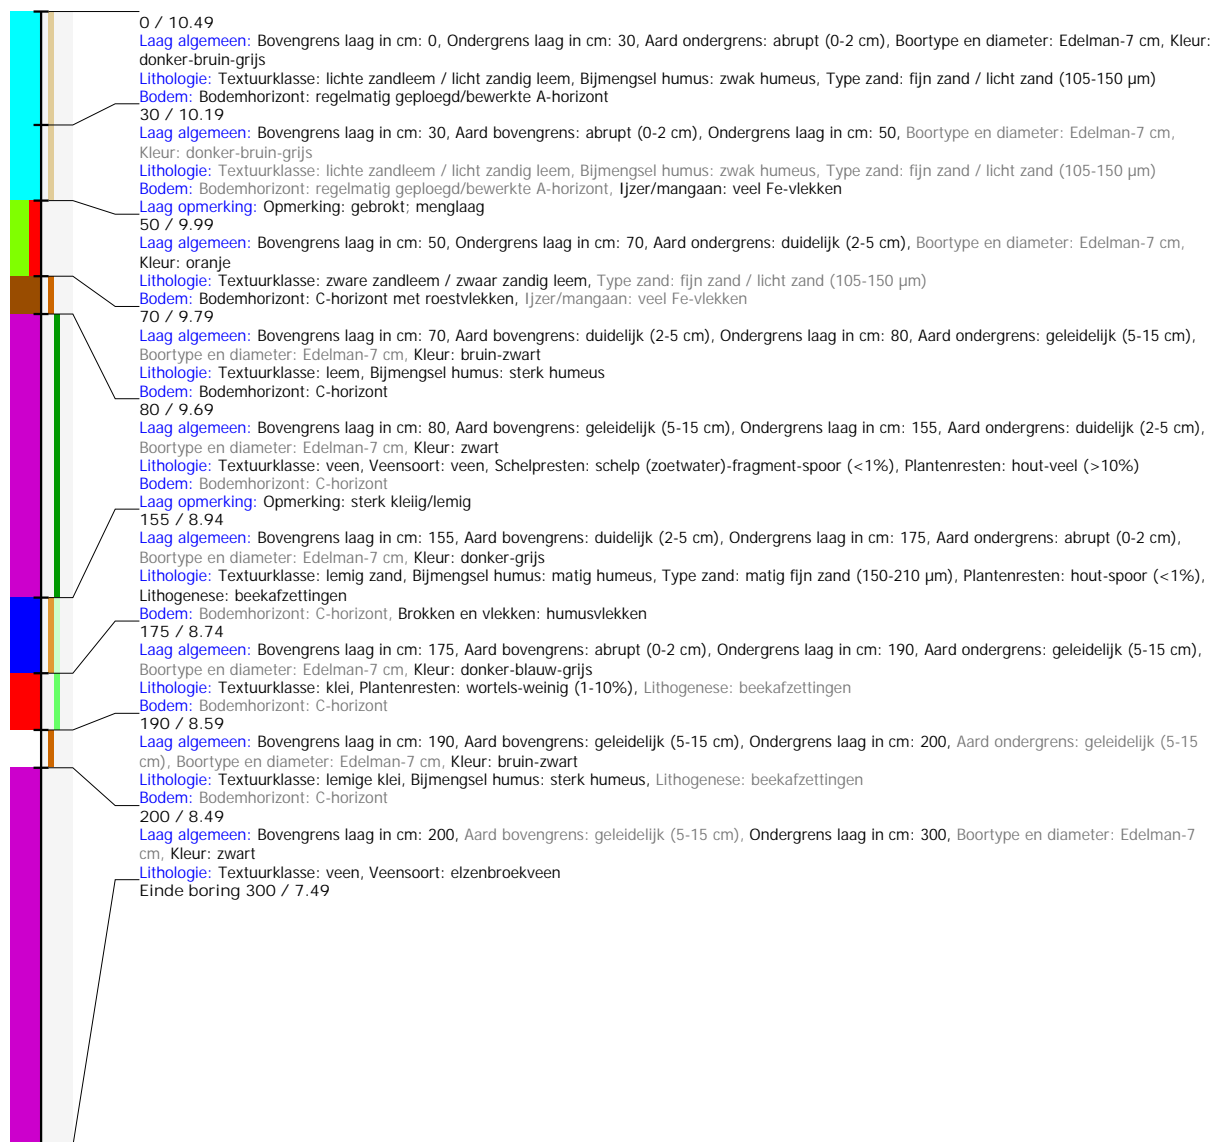 0 / 10.49
Laag algemeen: Bovengrens laag in cm: 0, Ondergrens laag in cm: 30, Aard ondergrens: abrupt (0-2 cm), Boortype en diameter: Edelman-7 cm, Kleur:
donker-bruin-grijs
Lithologie: Textuurklasse: lichte zandleem / licht zandig leem, Bijmengsel humus: zwak humeus, Type zand: fijn zand / licht zand (105-150 µm)
Bodem: Bodemhorizont: regelmatig geploegd/bewerkte A-horizont
30 / 10.19
Laag algemeen: Bovengrens laag in cm: 30, Aard bovengrens: abrupt (0-2 cm), Ondergrens laag in cm: 50, Boortype en diameter: Edelman-7 cm,
Kleur: donker-bruin-grijs
Lithologie: Textuurklasse: lichte zandleem / licht zandig leem, Bijmengsel humus: zwak humeus, Type zand: fijn zand / licht zand (105-150 µm)
Bodem: Bodemhorizont: regelmatig geploegd/bewerkte A-horizont, Ijzer/mangaan: veel Fe-vlekken
Laag opmerking: Opmerking: gebrokt; menglaag
50 / 9.99
Laag algemeen: Bovengrens laag in cm: 50, Ondergrens laag in cm: 70, Aard ondergrens: duidelijk (2-5 cm), Boortype en diameter: Edelman-7 cm,
Kleur: oranje
Lithologie: Textuurklasse: zware zandleem / zwaar zandig leem, Type zand: fijn zand / licht zand (105-150 µm)
Bodem: Bodemhorizont: C-horizont met roestvlekken, Ijzer/mangaan: veel Fe-vlekken
70 / 9.79
Laag algemeen: Bovengrens laag in cm: 70, Aard bovengrens: duidelijk (2-5 cm), Ondergrens laag in cm: 80, Aard ondergrens: geleidelijk (5-15 cm),
Boortype en diameter: Edelman-7 cm, Kleur: bruin-zwart
Lithologie: Textuurklasse: leem, Bijmengsel humus: sterk humeus
Bodem: Bodemhorizont: C-horizont
80 / 9.69
Laag algemeen: Bovengrens laag in cm: 80, Aard bovengrens: geleidelijk (5-15 cm), Ondergrens laag in cm: 155, Aard ondergrens: duidelijk (2-5 cm),
Boortype en diameter: Edelman-7 cm, Kleur: zwart
Lithologie: Textuurklasse: veen, Veensoort: veen, Schelpresten: schelp (zoetwater)-fragment-spoor (<1%), Plantenresten: hout-veel (>10%)
Bodem: Bodemhorizont: C-horizont
Laag opmerking: Opmerking: sterk kleiig/lemig
155 / 8.94
Laag algemeen: Bovengrens laag in cm: 155, Aard bovengrens: duidelijk (2-5 cm), Ondergrens laag in cm: 175, Aard ondergrens: abrupt (0-2 cm),
Boortype en diameter: Edelman-7 cm, Kleur: donker-grijs
Lithologie: Textuurklasse: lemig zand, Bijmengsel humus: matig humeus, Type zand: matig fijn zand (150-210 µm), Plantenresten: hout-spoor (<1%),
Lithogenese: beekafzettingen
Bodem: Bodemhorizont: C-horizont, Brokken en vlekken: humusvlekken
175 / 8.74
Laag algemeen: Bovengrens laag in cm: 175, Aard bovengrens: abrupt (0-2 cm), Ondergrens laag in cm: 190, Aard ondergrens: geleidelijk (5-15 cm),
Boortype en diameter: Edelman-7 cm, Kleur: donker-blauw-grijs
Lithologie: Textuurklasse: klei, Plantenresten: wortels-weinig (1-10%), Lithogenese: beekafzettingen
Bodem: Bodemhorizont: C-horizont
190 / 8.59
Laag algemeen: Bovengrens laag in cm: 190, Aard bovengrens: geleidelijk (5-15 cm), Ondergrens laag in cm: 200, Aard ondergrens: geleidelijk (5-15
cm), Boortype en diameter: Edelman-7 cm, Kleur: bruin-zwart
Lithologie: Textuurklasse: lemige klei, Bijmengsel humus: sterk humeus, Lithogenese: beekafzettingen
Bodem: Bodemhorizont: C-horizont
200 / 8.49
Laag algemeen: Bovengrens laag in cm: 200, Aard bovengrens: geleidelijk (5-15 cm), Ondergrens laag in cm: 300, Boortype en diameter: Edelman-7
cm, Kleur: zwart
Lithologie: Textuurklasse: veen, Veensoort: elzenbroekveen
Einde boring 300 / 7.49